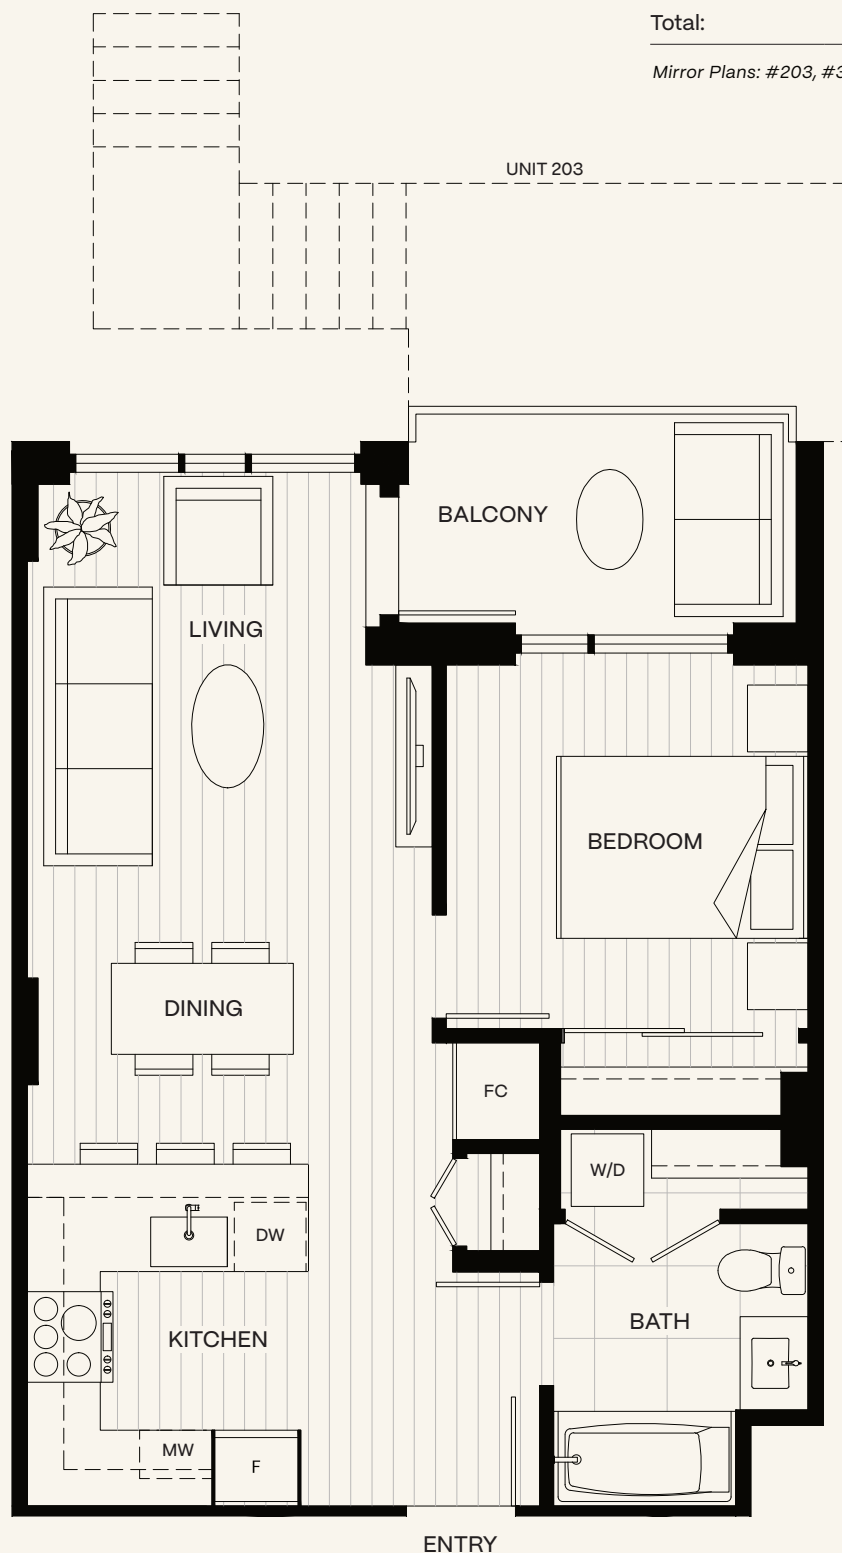 Total:
Mirror Plans: #203, #3
UNIT 203
BALCONY
LIVING
BEDROOM
DINING
FC
W/D
DW
BATH
KITCHEN
MW
F
ENTRY